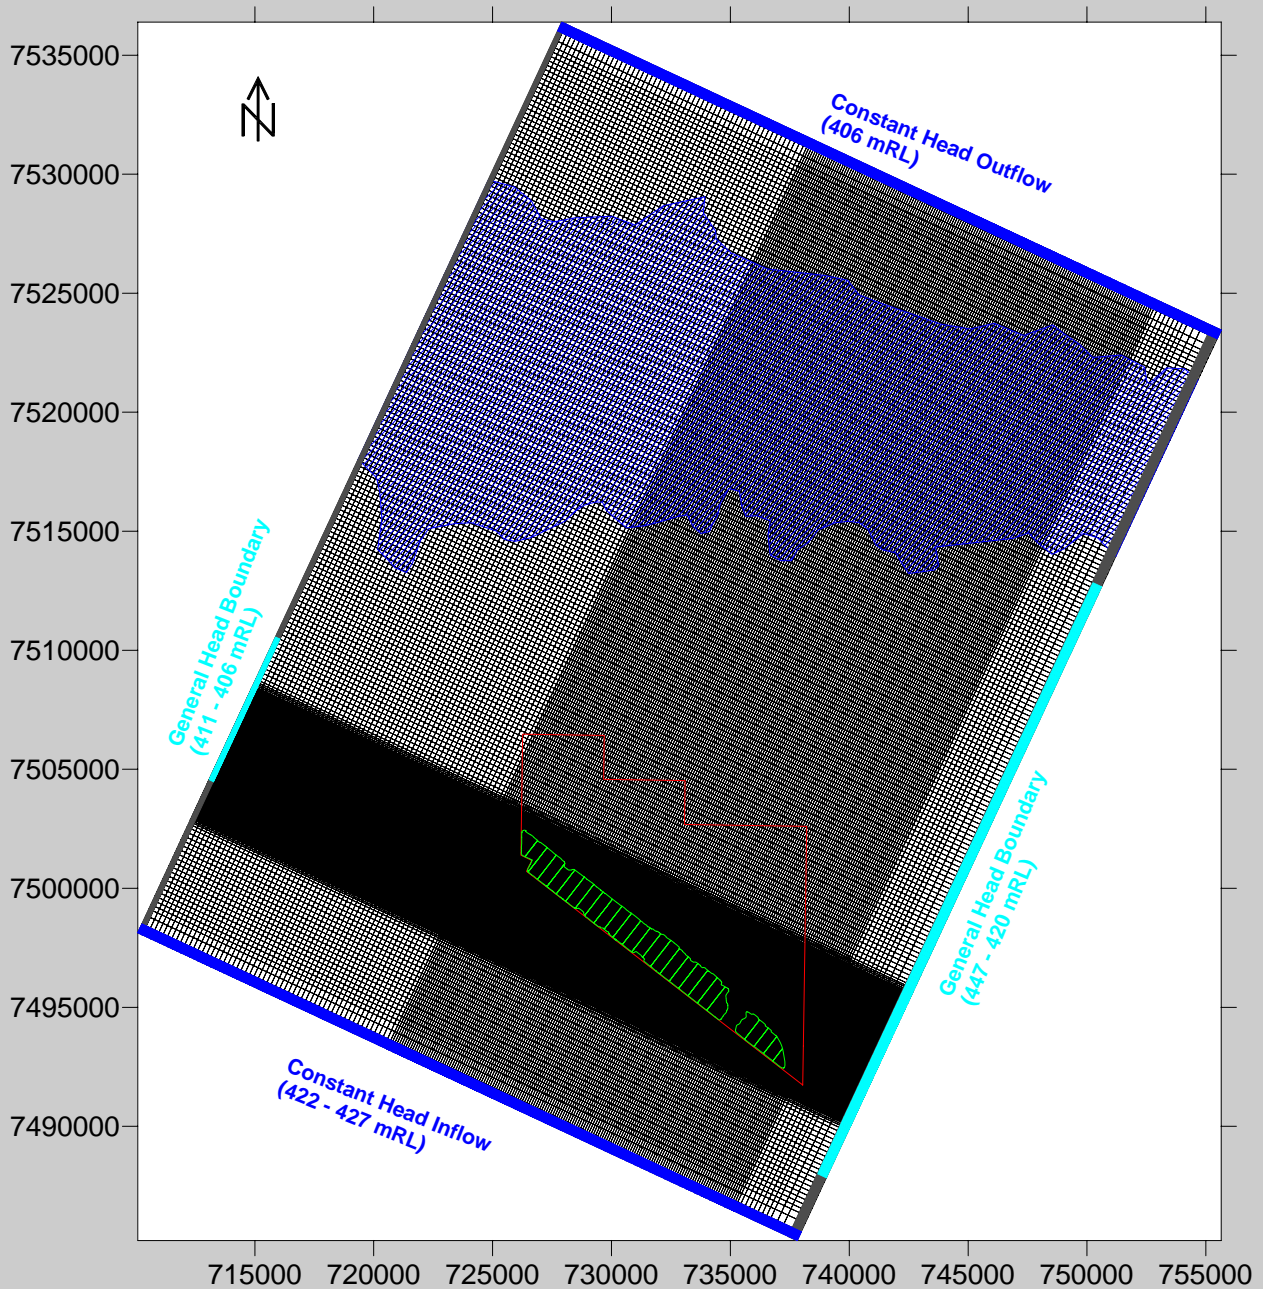 7535000
7530000
7525000
7520000
7515000
7510000
7505000
7500000
7495000
7490000
N
Constant Head Outflow
(406 mRL)
General Head Boundary
(411 - 406 mRL)
General Head Boundary
(447 - 420 mRL)
Constant Head Inflow
(422 - 427 mRL)
715000 720000 725000 730000 735000 740000 745000 750000 755000